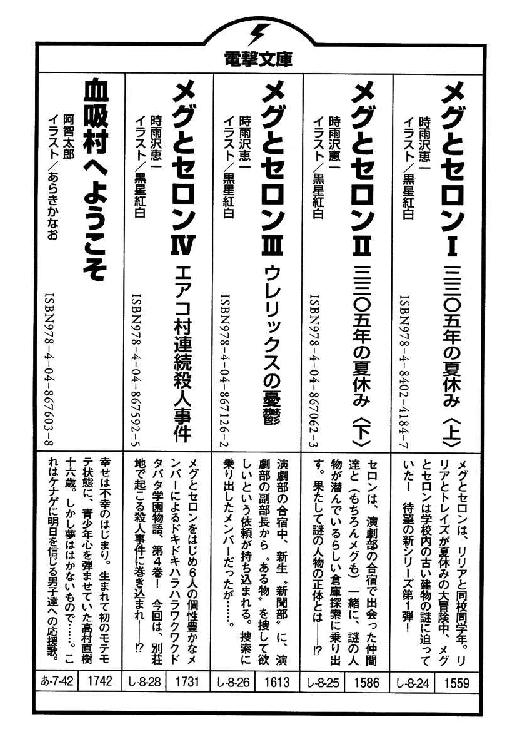 電撃文庫
メグとセロンⅠ 三三〇五年の夏休み〈上〉
時雨沢恵一
イラスト/黒星紅白
ISBN978-4-8402-4184-7
メグとセロンは、リリアと同校同学年。リ
リアとトレイズが夏休みの大冒険中、メグ
とセロンは学校内の古い建物の謎に迫って
いた! 待望の新シリーズ第1弾!
し-8-24
1559
メグとセロンⅡ 三三〇五年の夏休み〈下〉
時雨沢恵一
イラスト/黒星紅白
ISBN978-4-04-867062-3
セロンは、演劇部の合宿で出会った仲間
達と(もちろんメグも)一緒に、謎の人
物が潜んでいるらしい倉庫探索に乗り出
す。果たして謎の人物の正体とは──!?
し-8-25
1586
メグとセロンⅢ ウレリックスの憂鬱
時雨沢恵一
イラスト/黒星紅白
ISBN978-4-04-867126-2
演劇部の合宿中、新生〝新聞部〟に、演
劇部の副部長から〝ある物〟を捜して欲
しいという依頼が持ち込まれる。捜索に
乗り出したメンバーだったが……。
し-8-26
1613
メグとセロンⅣ エアコ村連続殺人事件
時雨沢恵一
イラスト/黒星紅白
ISBN978-4-04-867592-5
メグとセロンをはじめ6人の個性豊かなメ
ンバーによるドキドキハラハラワクワクド
タバタ学園物語、第4巻! 今回は、別荘
地で起こる殺人事件に巻き込まれ──!?
し-8-28
1731
血吸村へようこそ
阿智太郎
イラスト/あらきかなお
ISBN978-4-04-867603-8
幸せは不幸のはじまり。生まれて初のモテモ
テ状態に、青少年心を弾ませていた高村直樹
十六歳。しかし夢ははかないもので……。こ
れはケナゲに明日を信じる男子達への応援歌。
あ-7-42
1742